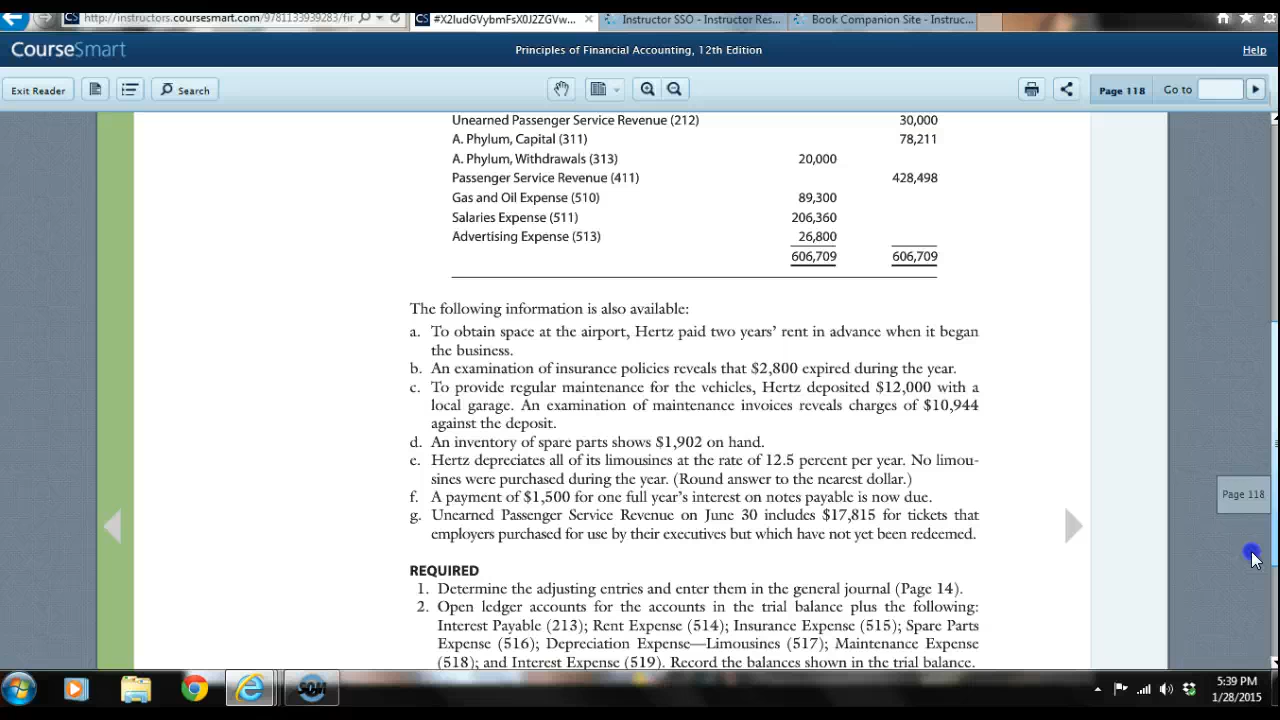 http://instructors.coursesmart.com/9781133939283/fir
#X2ludGVybmFsX0J2ZGVw...
Instructor SSO - Instructor Res...
Book Companion Site - Instruc...
CourseSmart
Principles of Financial Accounting, 12th Edition
Help
Exit Reader
Search
Page 118
Go to
Unearned Passenger Service Revenue (212) 30,000
A. Phylum, Capital (311) 78,211
A. Phylum, Withdrawals (313) 20,000
Passenger Service Revenue (411) 428,498
Gas and Oil Expense (510) 89,300
Salaries Expense (511) 206,360
Advertising Expense (513) 26,800
606,709 606,709
The following information is also available:
a. To obtain space at the airport, Hertz paid two years' rent in advance when it began
the business.
b. An examination of insurance policies reveals that $2,800 expired during the year.
c. To provide regular maintenance for the vehicles, Hertz deposited $12,000 with a
local garage. An examination of maintenance invoices reveals charges of $10,944
against the deposit.
d. An inventory of spare parts shows $1,902 on hand.
e. Hertz depreciates all of its limousines at the rate of 12.5 percent per year. No limou-
sines were purchased during the year. (Round answer to the nearest dollar.)
f. A payment of $1,500 for one full year's interest on notes payable is now due.
g. Unearned Passenger Service Revenue on June 30 includes $17,815 for tickets that
employers purchased for use by their executives but which have not yet been redeemed.
Page 118
REQUIRED
1. Determine the adjusting entries and enter them in the general journal (Page 14).
2. Open ledger accounts for the accounts in the trial balance plus the following:
Interest Payable (213); Rent Expense (514); Insurance Expense (515); Spare Parts
Expense (516); Depreciation Expense—Limousines (517); Maintenance Expense
(518); and Interest Expense (519). Record the balances shown in the trial balance.
5:39 PM
1/28/2015